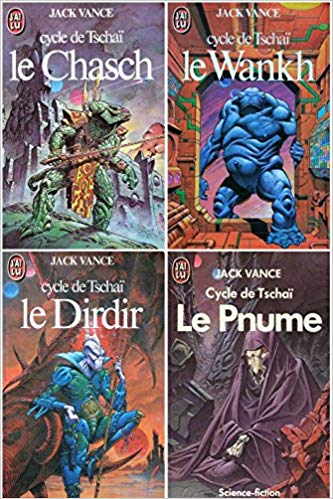 J'AI LU
JACK VANCE
cycle de Tschaï
le Chasch
J'AI LU
JACK VANCE
cycle de Tschaï
le Wankh
J'AI LU
JACK VANCE
cycle de Tschaï
le Dirdir
J'AI LU
JACK VANCE
Cycle de Tschaï
Le Pnume
Science-fiction